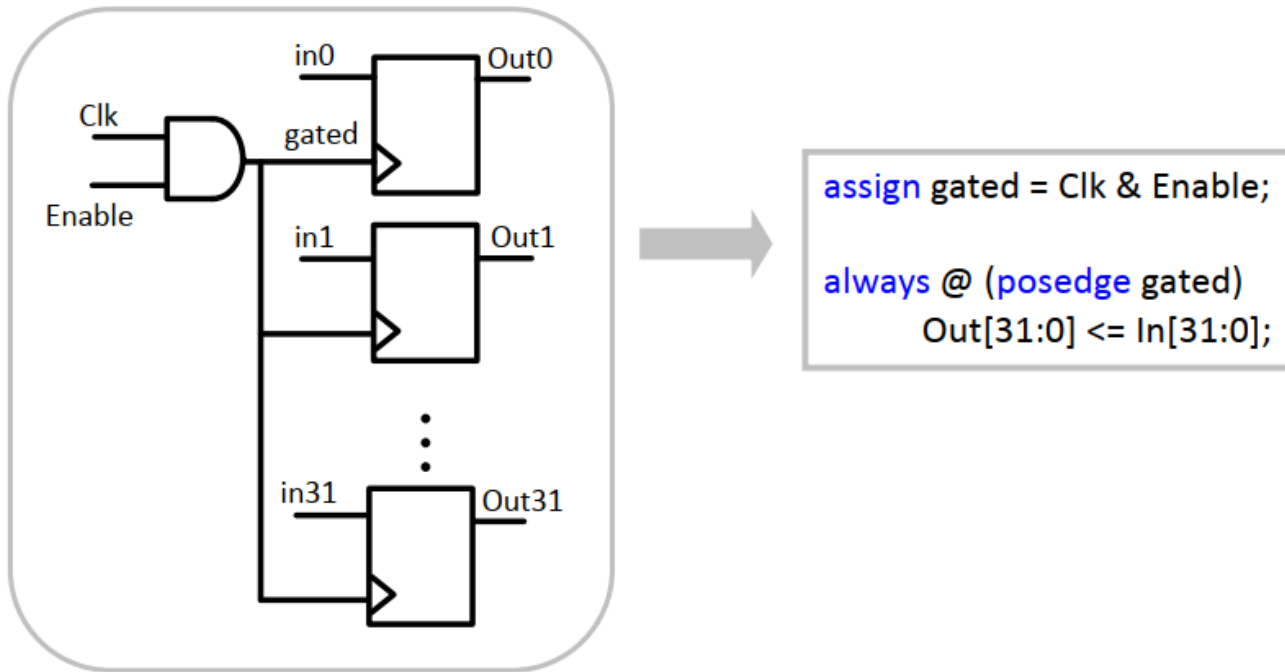 in0
Out0
Clk
gated
Enable
in1
Out1
in31
Out31
assign gated = Clk & Enable;
always @ (posedge gated)
Out[31:0] <= In[31:0];